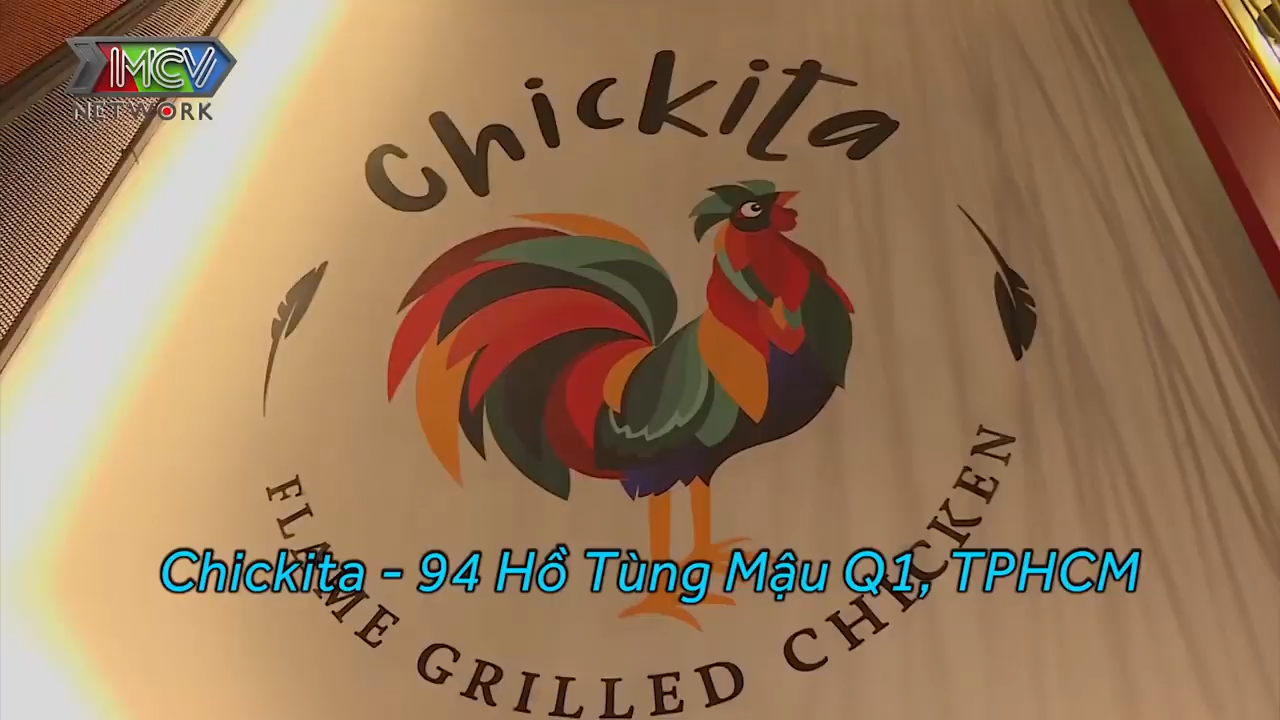 MCV
NETWORK
Chickita
FLAME GRILLED CHICKEN
Chickita - 94 Hồ Tùng Mậu Q1, TPHCM